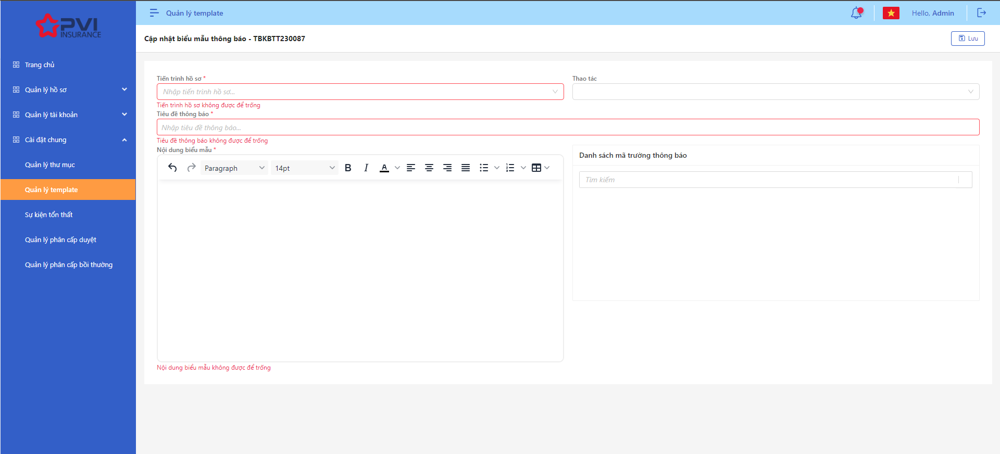 PVI
INSURANCE
Trang chủ
Quản lý hồ sơ
Quản lý tài khoản
Cài đặt chung
Quản lý thư mục
Quản lý template
Sự kiện tổn thất
Quản lý phân cấp duyệt
Quản lý phân cấp bồi thường
Quản lý template
Hello, Admin
Cập nhật biểu mẫu thông báo - TBKBTT230087
Lưu
Tiến trình hồ sơ *
Nhập tiến trình hồ sơ...
Tiến trình hồ sơ không được để trống
Thao tác
Tiêu đề thông báo *
Nhập tiêu đề thông báo...
Tiêu đề thông báo không được để trống
Nội dung biểu mẫu *
Paragraph
14pt
B I A
Nội dung biểu mẫu không được để trống
Danh sách mã trường thông báo
Tìm kiếm